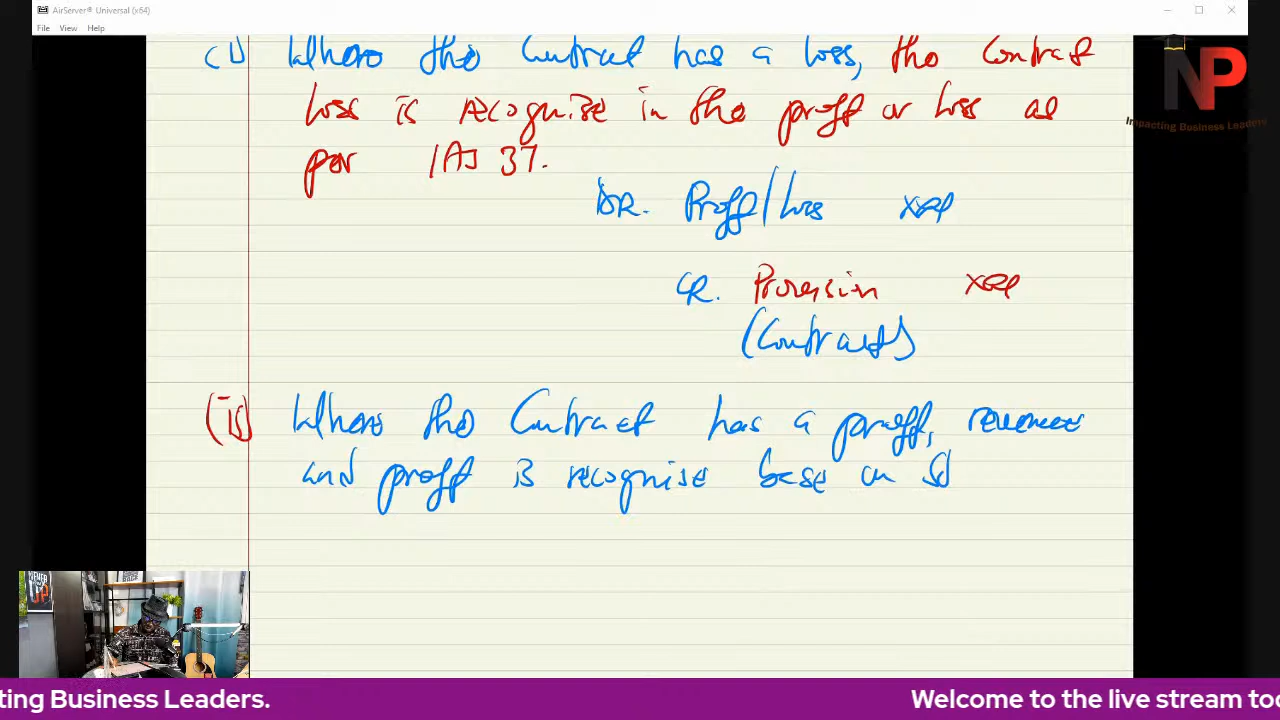 AirServer® Universal (x64)
File View Help
(i) Where the Contract has a loss, the Contract
loss is recognise in the profit or loss as
per IAS 37.
DR. Profit/Loss xxx
CR. Provision xxx
(Contract)
(ii) Where the Contract has a profit, revenue
and profit is recognise base on
NP
Impacting Business Leaders
ting Business Leaders.
Welcome to the live stream too